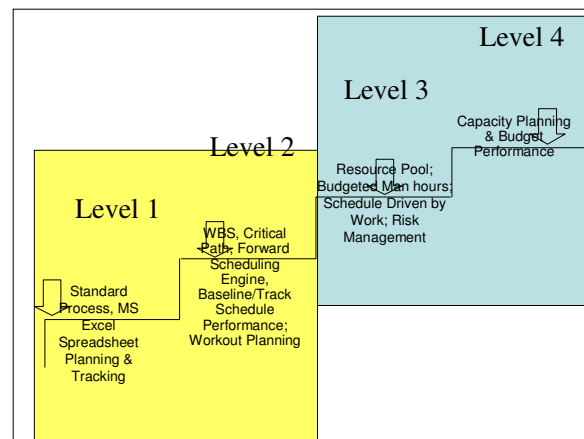 Level 1
Standard
Process, MS
Excel
Spreadsheet
Planning &
Tracking
Level 2
WBS, Critical
Path, Forward
Scheduling
Engine,
Baseline/Track
Schedule
Performance;
Workout Planning
Level 3
Resource Pool;
Budgeted Man hours;
Schedule Driven by
Work; Risk
Management
Level 4
Capacity Planning
& Budget
Performance